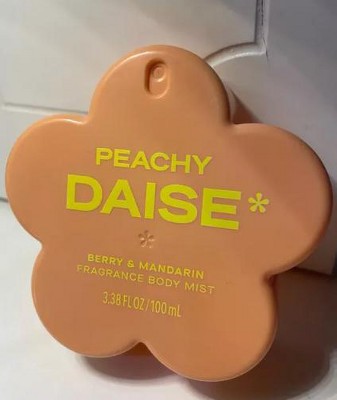 PEACHY
DAISE*
*
BERRY & MANDARIN
FRAGRANCE BODY MIST
3.38 FL OZ/100 mL